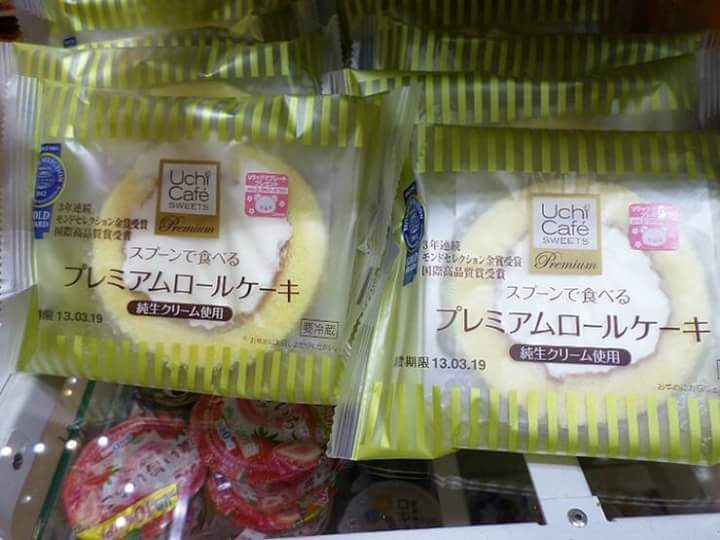 Uchi
Café
SWEETS
Premium
3年連続
モンドセレクション金賞受賞
国際高品質賞受賞
スプーンで食べる
プレミアムロールケーキ
純生クリーム使用
期限 13.03.19
要冷蔵
Uchi
Café
SWEETS
Premium
3年連続
モンドセレクション金賞受賞
国際高品質賞受賞
スプーンで食べる
プレミアムロールケーキ
純生クリーム使用
費期限 13.03.19